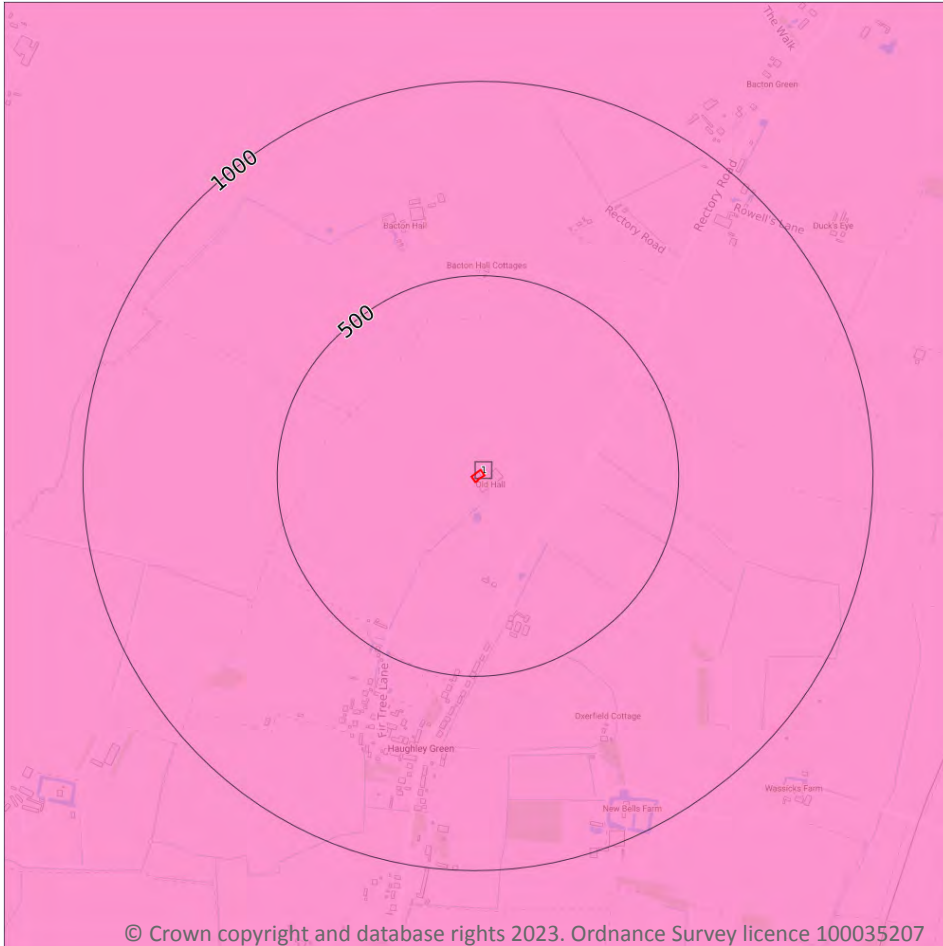 The Walk
Bacton Green
1000
Rectory Road
Rectory Road
Rowell's Lane
Bacton Hall
Duck's Eye
Bacton Hall Cottages
500
1
Old Hall
Fir Tree Lane
Oxerfield Cottage
Haughley Green
Wassicks Farm
New Bells Farm
© Crown copyright and database rights 2023. Ordnance Survey licence 100035207